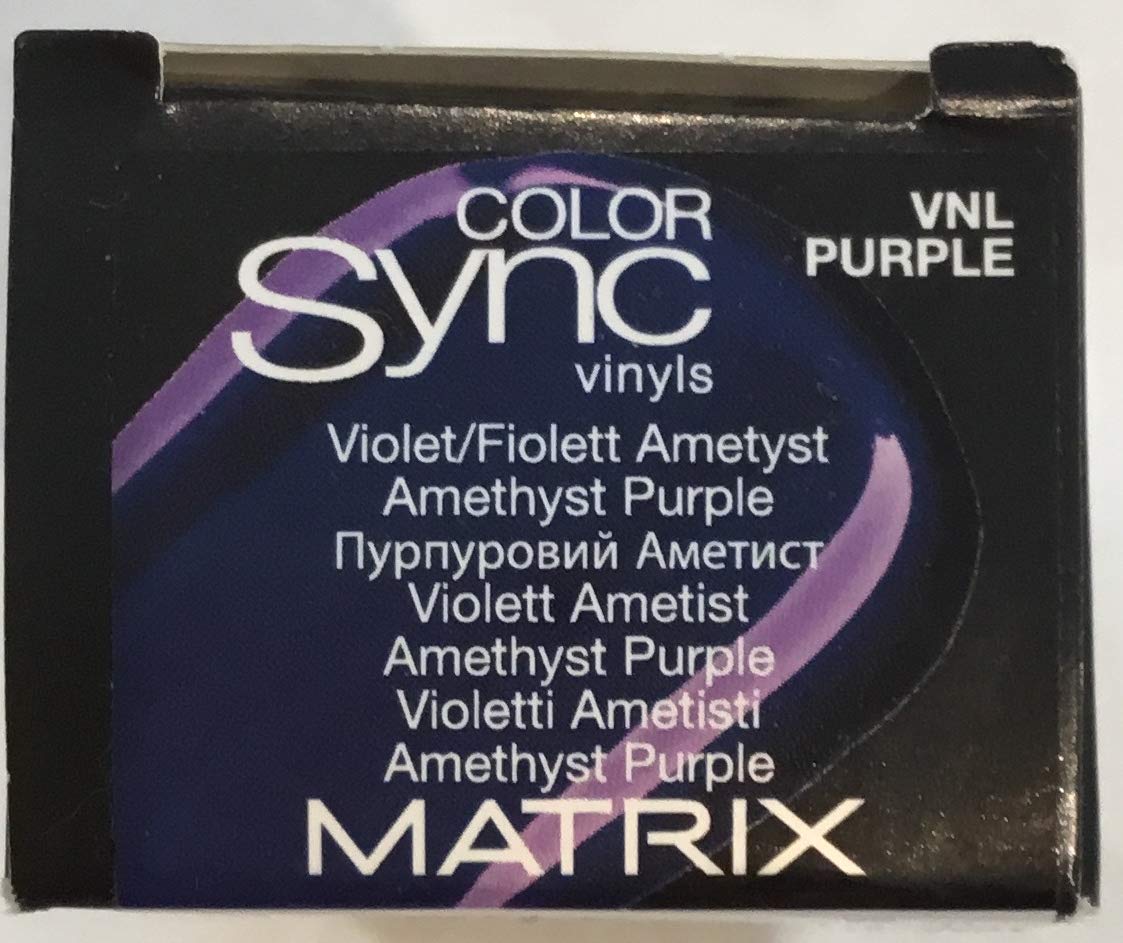 COLOR
Sync
vinyls
VNL
PURPLE
Violet/Fiolett Ametyst
Amethyst Purple
Пурпуровий Аметист
Violett Ametist
Amethyst Purple
Violetti Ametisti
Amethyst Purple
MATRIX